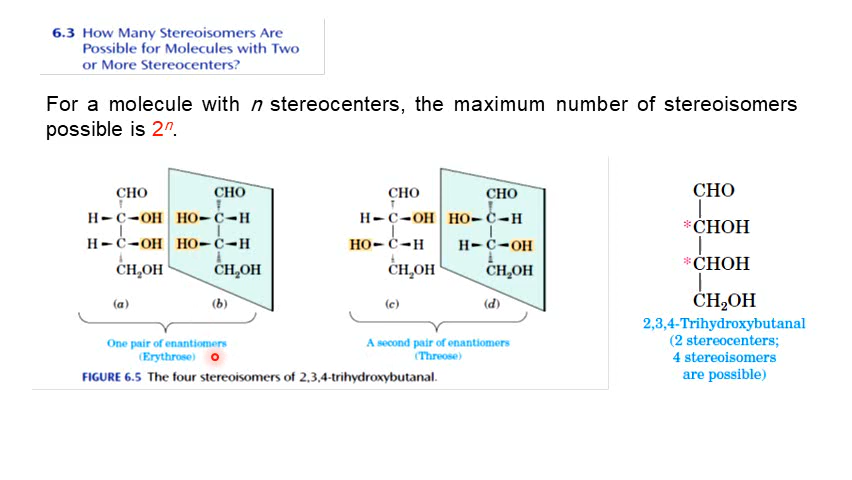 6.3 How Many Stereoisomers Are
Possible for Molecules with Two
or More Stereocenters?
For a molecule with n stereocenters, the maximum number of stereoisomers
possible is 2ⁿ.
CHO CHO
H–C–OH HO–C–H
H–C–OH HO–C–H
CH₂OH CH₂OH
(a) (b)
One pair of enantiomers
(Erythrose)
CHO CHO
H–C–OH HO–C–H
HO–C–H H–C–OH
CH₂OH CH₂OH
(c) (d)
A second pair of enantiomers
(Threose)
FIGURE 6.5 The four stereoisomers of 2,3,4-trihydroxybutanal.
CHO
*CHOH
*CHOH
CH₂OH
2,3,4-Trihydroxybutanal
(2 stereocenters;
4 stereoisomers
are possible)